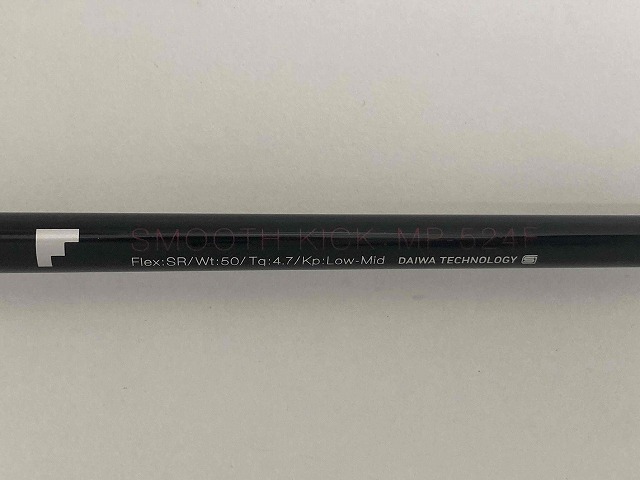 SMOOTH KICK MP-524F
Flex:SR/Wt:50/Tq:4.7/Kp:Low-Mid DAIWA TECHNOLOGY